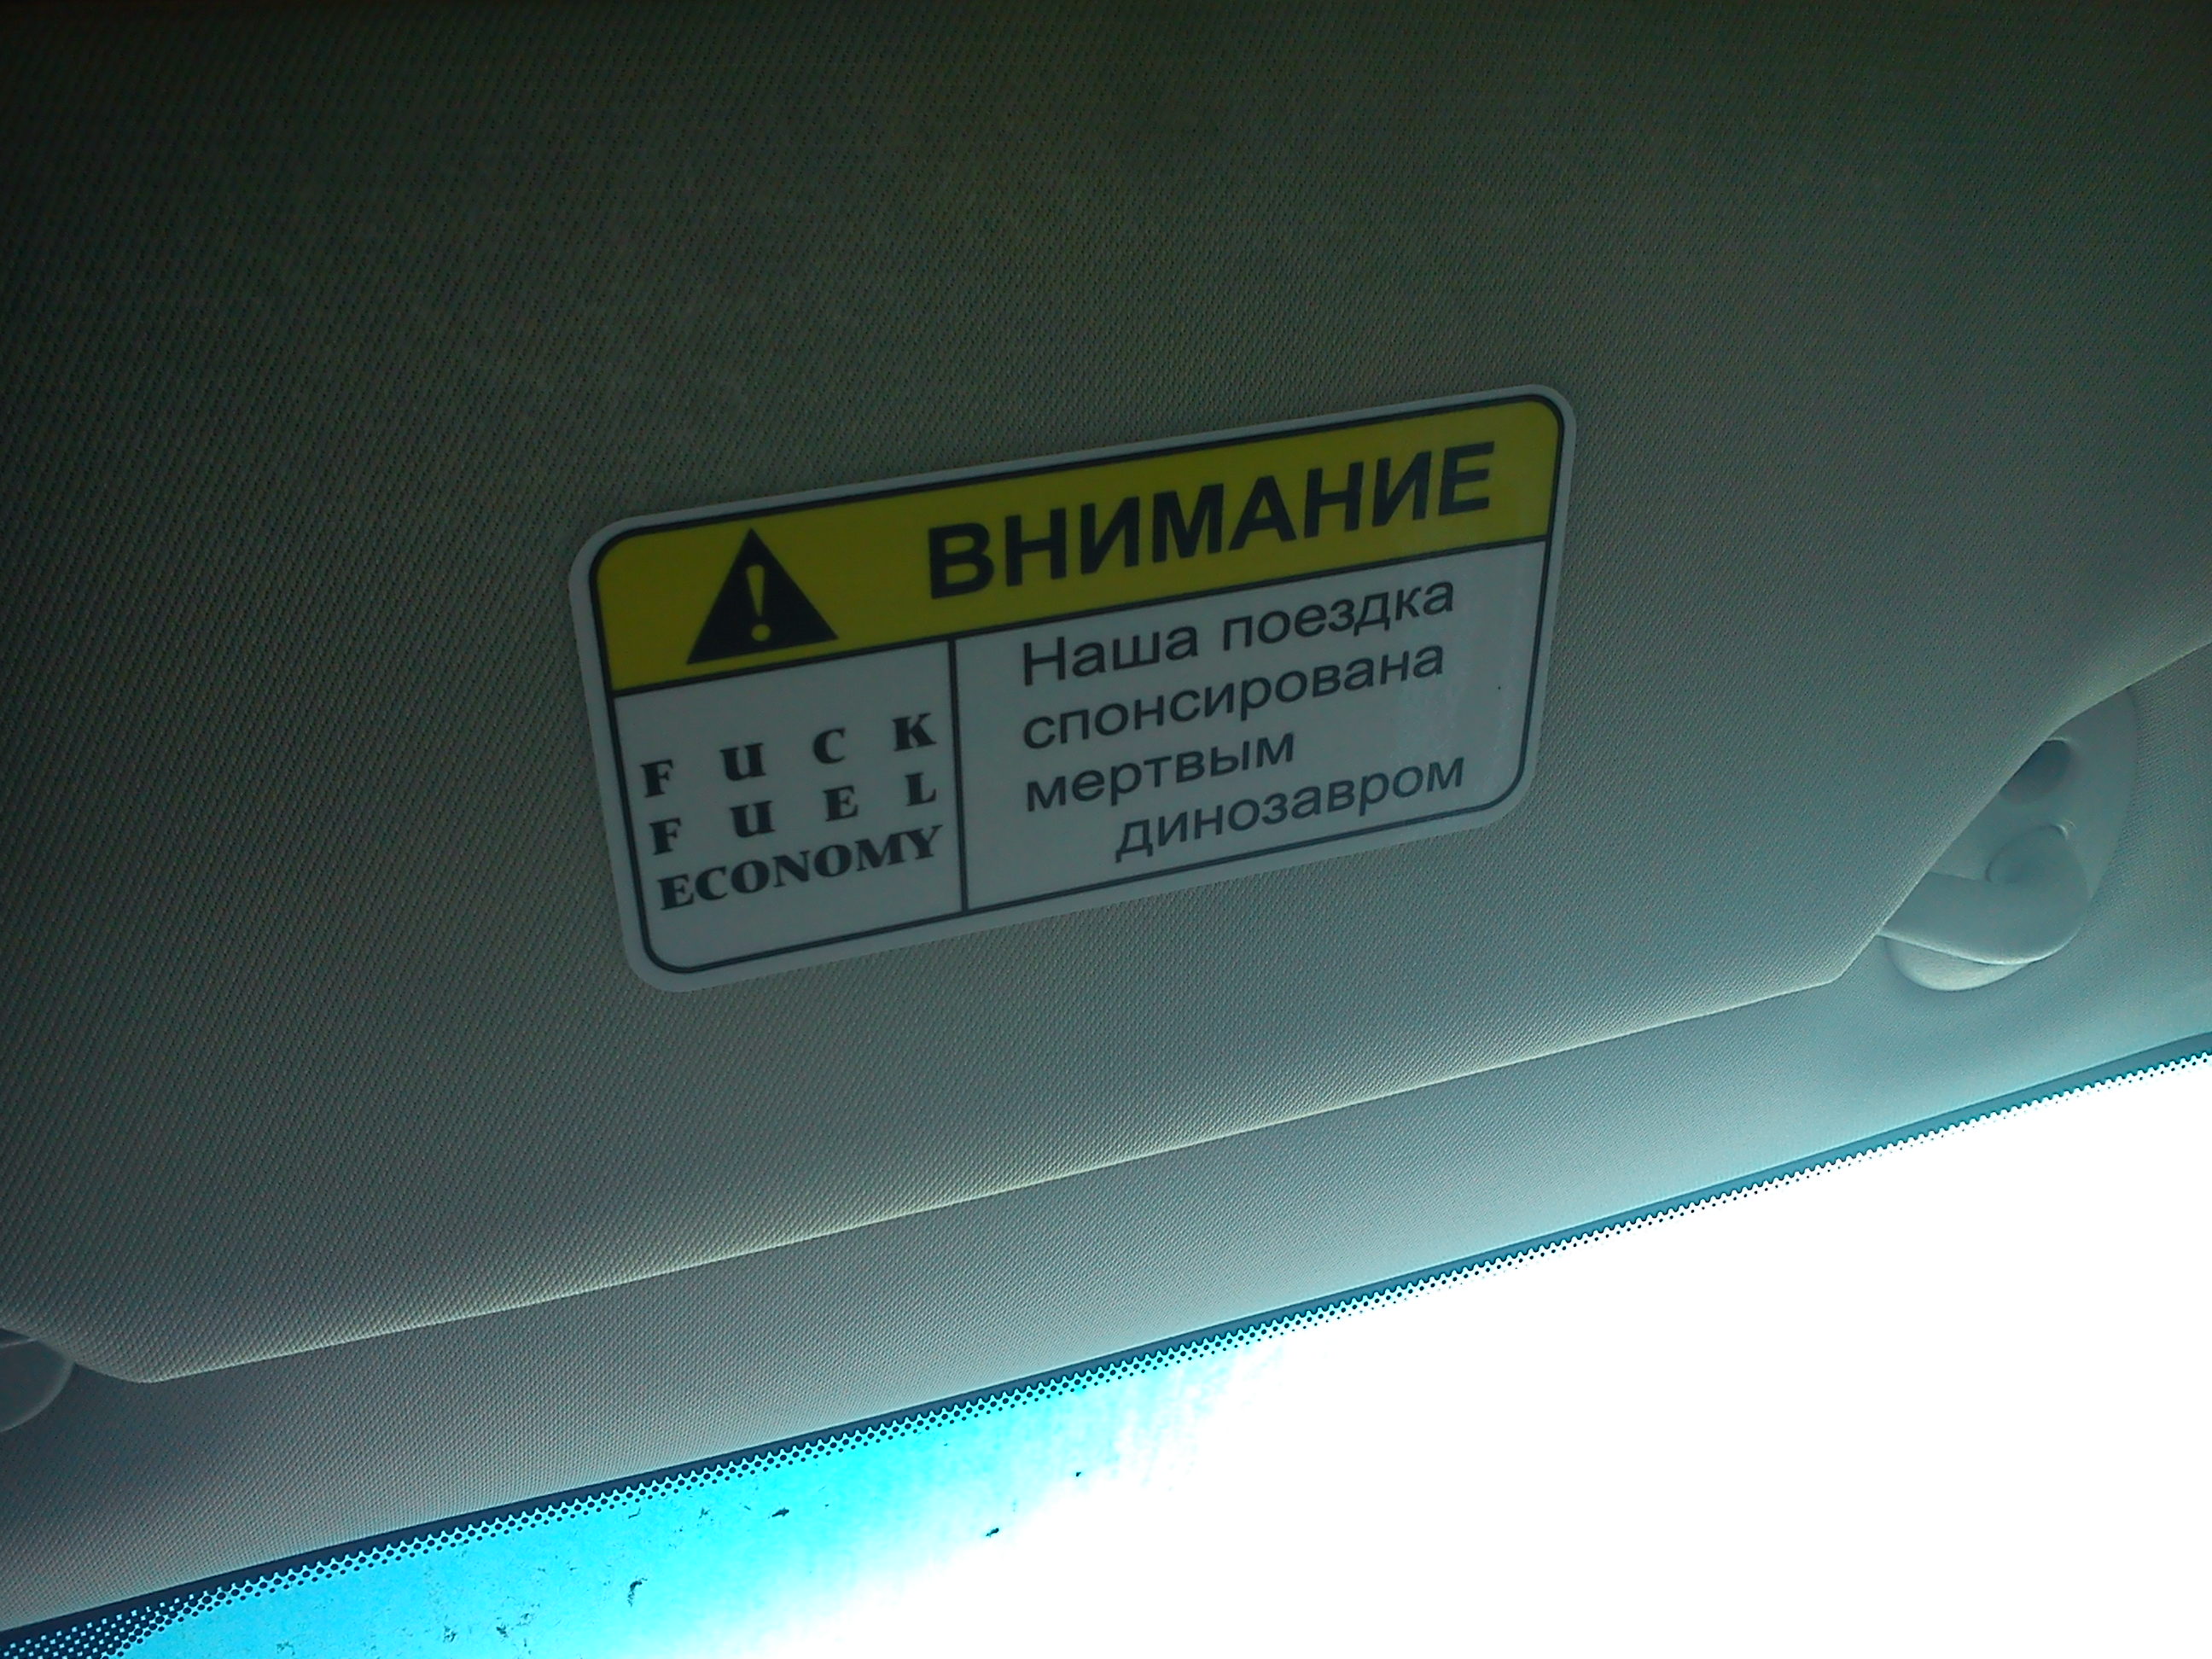 ВНИМАНИЕ
FUCK
FUEL
ECONOMY
Наша поездка
спонсирована
мертвым
динозавром